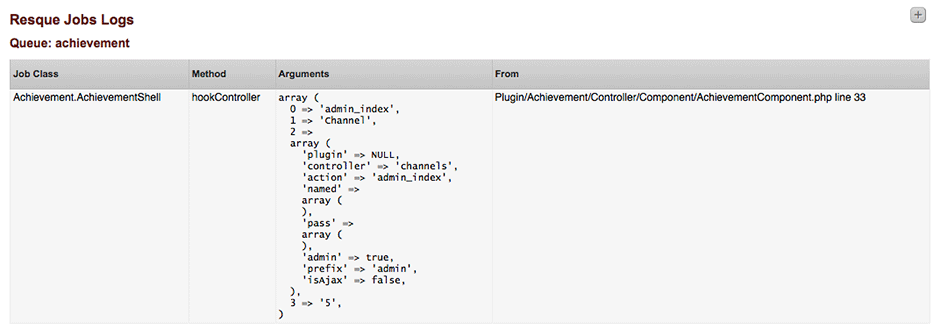 Resque Jobs Logs
+
Queue: achievement
Job Class Method Arguments From
Achievement.AchievementShell hookController array ( Plugin/Achievement/Controller/Component/AchievementComponent.php line 33
0 => 'admin_index',
1 => 'Channel',
2 =>
array (
'plugin' => NULL,
'controller' => 'channels',
'action' => 'admin_index',
'named' =>
array (
),
'pass' =>
array (
),
'admin' => true,
'prefix' => 'admin',
'isAjax' => false,
),
3 => '5',
)